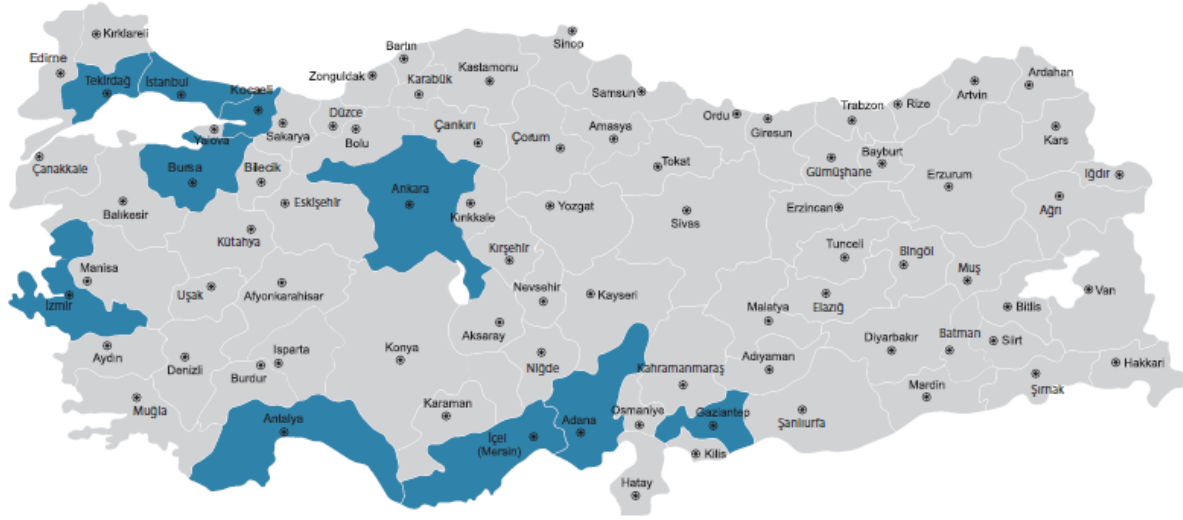 Kırklareli
Edirne
Tekirdağ
İstanbul
Kocaeli
Yalova
Sakarya
Düzce
Bolu
Zonguldak
Bartın
Karabük
Kastamonu
Sinop
Samsun
Çankırı
Çorum
Amasya
Tokat
Ordu
Giresun
Trabzon
Rize
Artvin
Ardahan
Kars
Gümüşhane
Bayburt
Erzurum
Iğdır
Ağrı
Çanakkale
Bursa
Bilecik
Balıkesir
Eskişehir
Ankara
Kırıkkale
Yozgat
Sivas
Erzincan
Kütahya
Kırşehir
Tunceli
Bingöl
Muş
Manisa
İzmir
Uşak
Afyonkarahisar
Nevsehir
Kayseri
Malatya
Elazığ
Bitlis
Van
Aksaray
Aydın
Denizli
Isparta
Burdur
Konya
Niğde
Kahramanmaraş
Adıyaman
Diyarbakır
Batman
Siirt
Hakkari
Şırnak
Mardin
Muğla
Antalya
Karaman
İçel
(Mersin)
Adana
Osmaniye
Gaziantep
Şanlıurfa
Kilis
Hatay